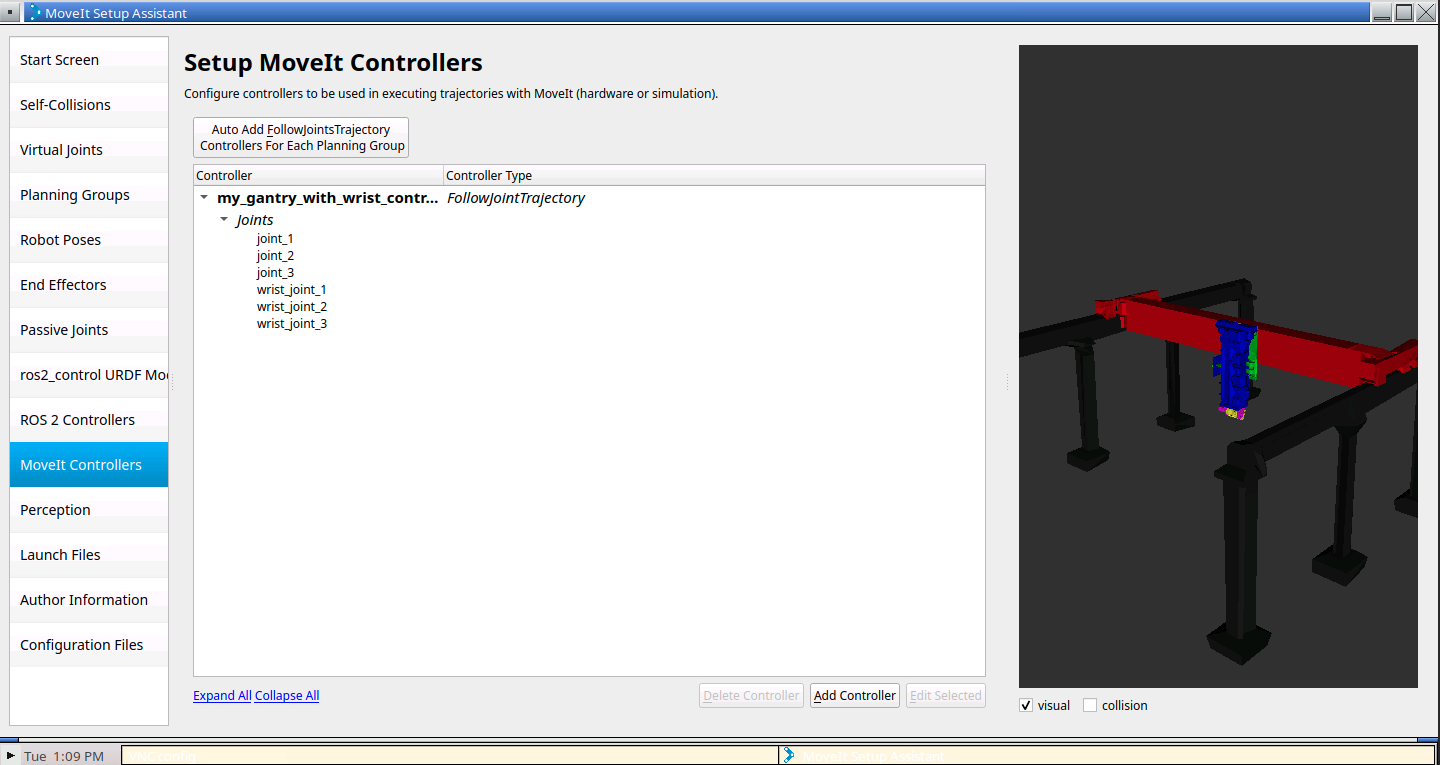 MoveIt Setup Assistant
Start Screen
Self-Collisions
Virtual Joints
Planning Groups
Robot Poses
End Effectors
Passive Joints
ros2_control URDF Mo
ROS 2 Controllers
MoveIt Controllers
Perception
Launch Files
Author Information
Configuration Files
Setup MoveIt Controllers
Configure controllers to be used in executing trajectories with MoveIt (hardware or simulation).
Auto Add FollowJointsTrajectory
Controllers For Each Planning Group
Controller Controller Type
my_gantry_with_wrist_contr... FollowJointTrajectory
Joints
joint_1
joint_2
joint_3
wrist_joint_1
wrist_joint_2
wrist_joint_3
Expand All Collapse All
Delete Controller Add Controller Edit Selected
visual collision
Tue 1:09 PM
MoveIt Setup Assistant